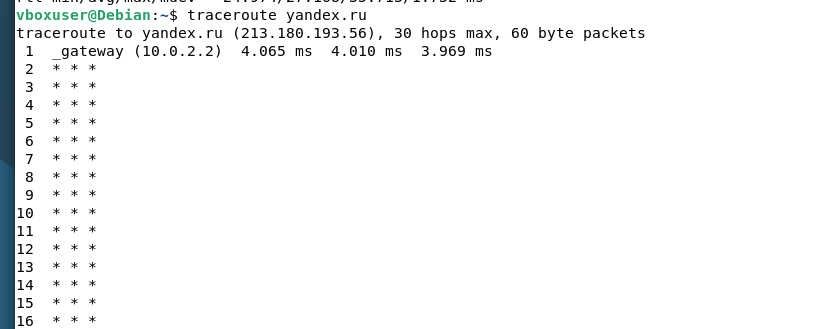 vboxuser@Debian:~$ traceroute yandex.ru
traceroute to yandex.ru (213.180.193.56), 30 hops max, 60 byte packets
 1  _gateway (10.0.2.2)  4.065 ms  4.010 ms  3.969 ms
 2  * * *
 3  * * *
 4  * * *
 5  * * *
 6  * * *
 7  * * *
 8  * * *
 9  * * *
10  * * *
11  * * *
12  * * *
13  * * *
14  * * *
15  * * *
16  * * *